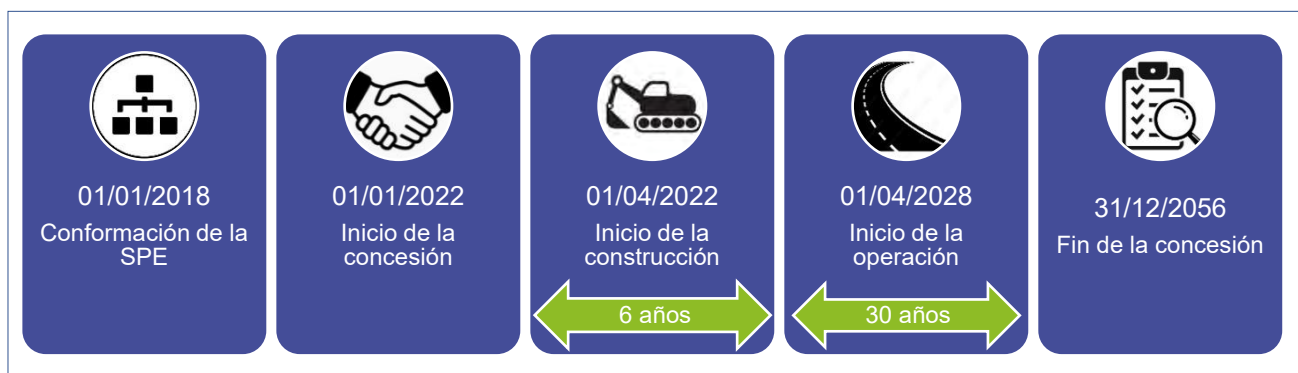 01/01/2018
Conformación de la
SPE
01/01/2022
Inicio de la
concesión
01/04/2022
Inicio de la
construcción
6 años
01/04/2028
Inicio de la
operación
30 años
31/12/2056
Fin de la concesión